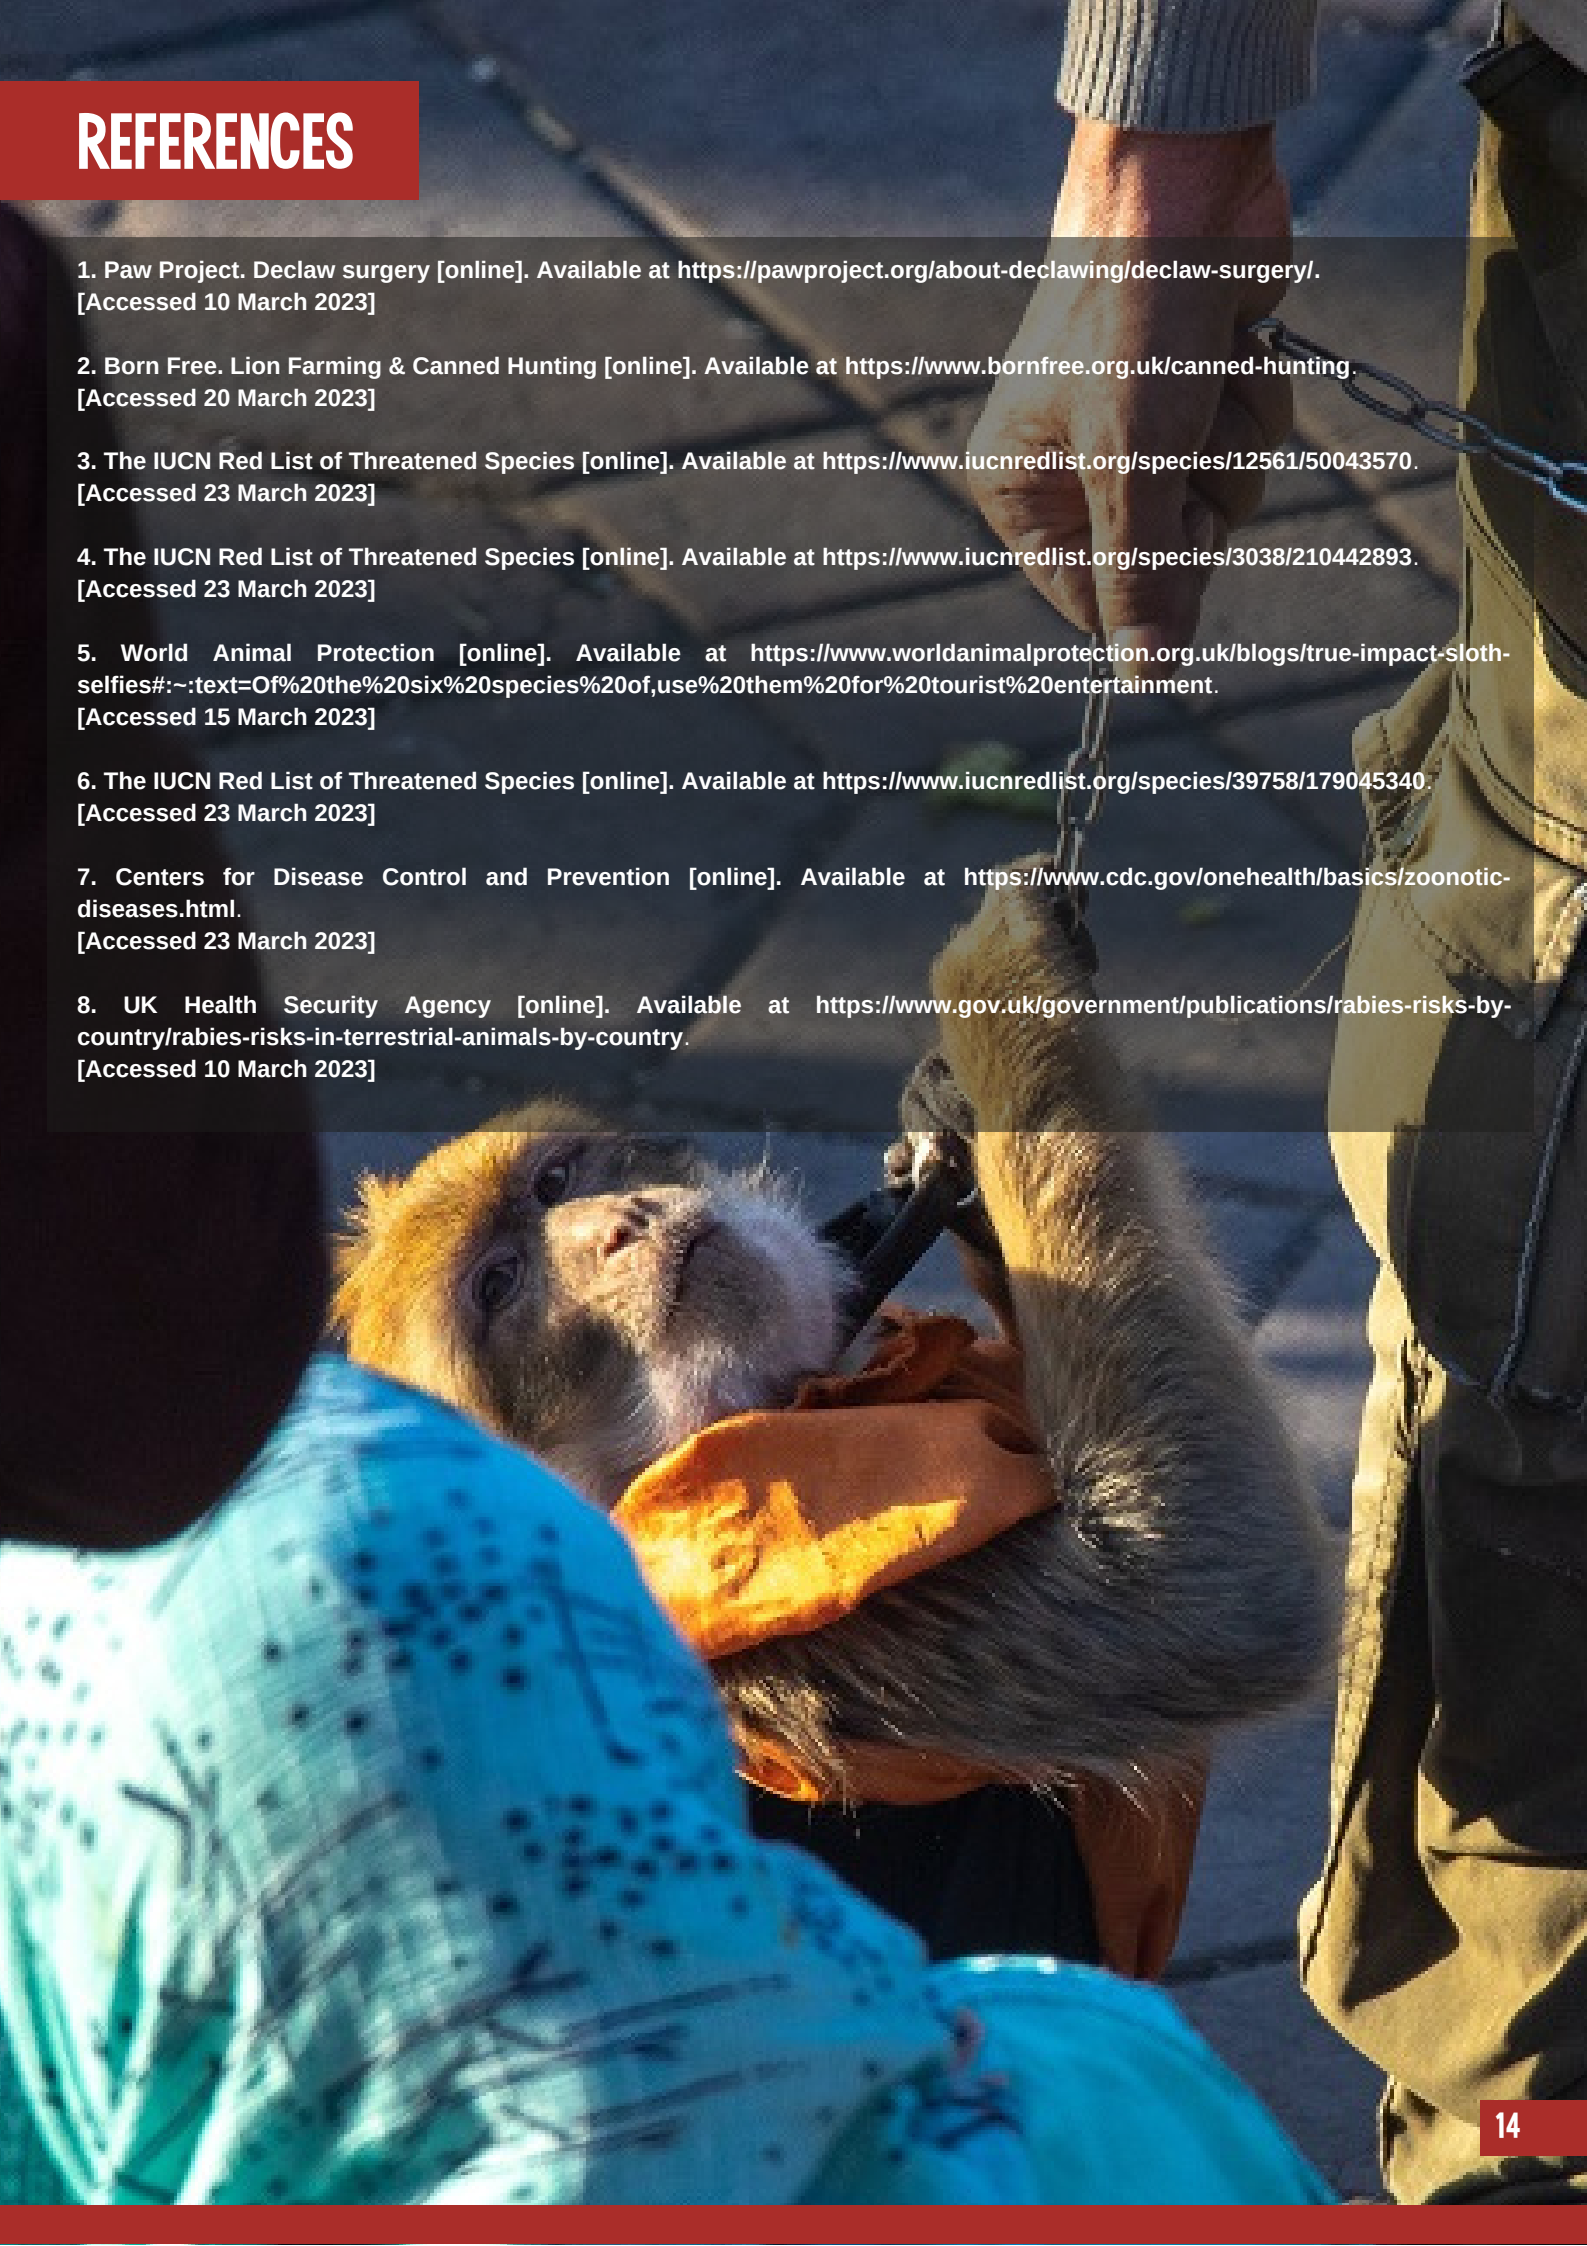 REFERENCES
1. Paw Project. Declaw surgery [online]. Available at https://pawproject.org/about-declawing/declaw-surgery/.
[Accessed 10 March 2023]
2. Born Free. Lion Farming & Canned Hunting [online]. Available at https://www.bornfree.org.uk/canned-hunting.
[Accessed 20 March 2023]
3. The IUCN Red List of Threatened Species [online]. Available at https://www.iucnredlist.org/species/12561/50043570.
[Accessed 23 March 2023]
4. The IUCN Red List of Threatened Species [online]. Available at https://www.iucnredlist.org/species/3038/210442893.
[Accessed 23 March 2023]
5. World Animal Protection [online]. Available at https://www.worldanimalprotection.org.uk/blogs/true-impact-sloth-
selfies#:~:text=Of%20the%20six%20species%20of,use%20them%20for%20tourist%20entertainment.
[Accessed 15 March 2023]
6. The IUCN Red List of Threatened Species [online]. Available at https://www.iucnredlist.org/species/39758/179045340.
[Accessed 23 March 2023]
7. Centers for Disease Control and Prevention [online]. Available at https://www.cdc.gov/onehealth/basics/zoonotic-
diseases.html.
[Accessed 23 March 2023]
8. UK Health Security Agency [online]. Available at https://www.gov.uk/government/publications/rabies-risks-by-
country/rabies-risks-in-terrestrial-animals-by-country.
[Accessed 10 March 2023]
14